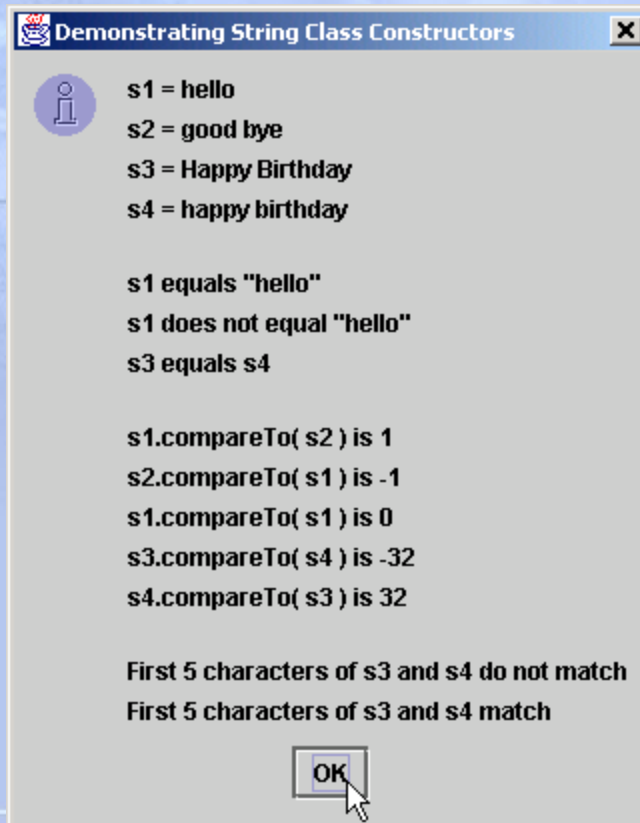 Demonstrating String Class Constructors
s1 = hello
s2 = good bye
s3 = Happy Birthday
s4 = happy birthday
s1 equals "hello"
s1 does not equal "hello"
s3 equals s4
s1.compareTo( s2 ) is 1
s2.compareTo( s1 ) is -1
s1.compareTo( s1 ) is 0
s3.compareTo( s4 ) is -32
s4.compareTo( s3 ) is 32
First 5 characters of s3 and s4 do not match
First 5 characters of s3 and s4 match
OK